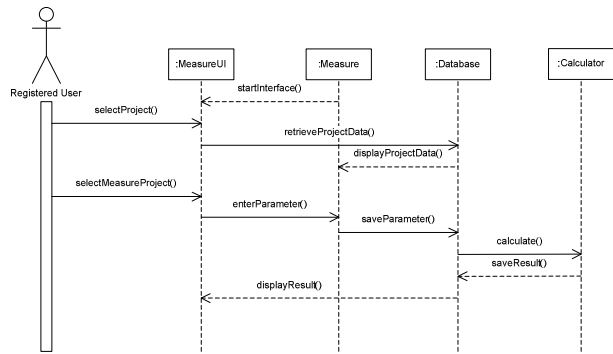 :MeasureUI
:Measure
:Database
:Calculator
Registered User
startInterface()
selectProject()
retrieveProjectData()
displayProjectData()
selectMeasureProject()
enterParameter()
saveParameter()
calculate()
saveResult()
displayResult()